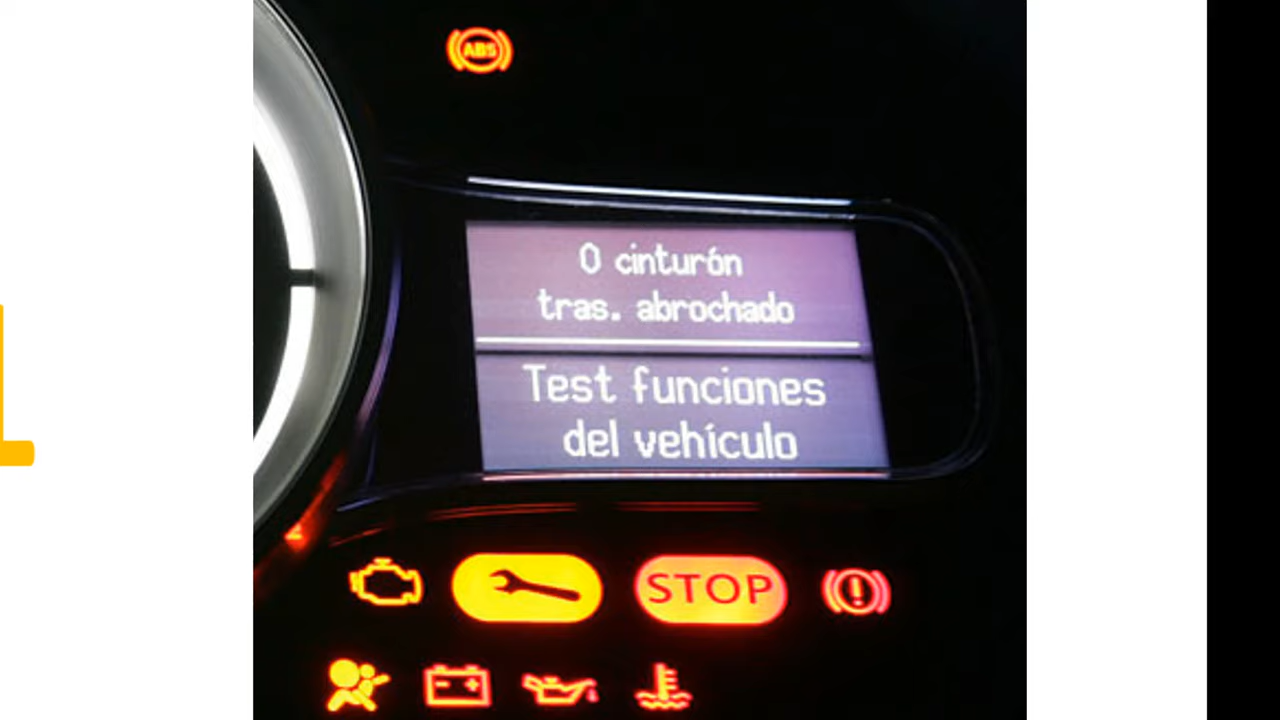 ABS
0 cinturón
tras. abrochado
Test funciones
del vehículo
STOP